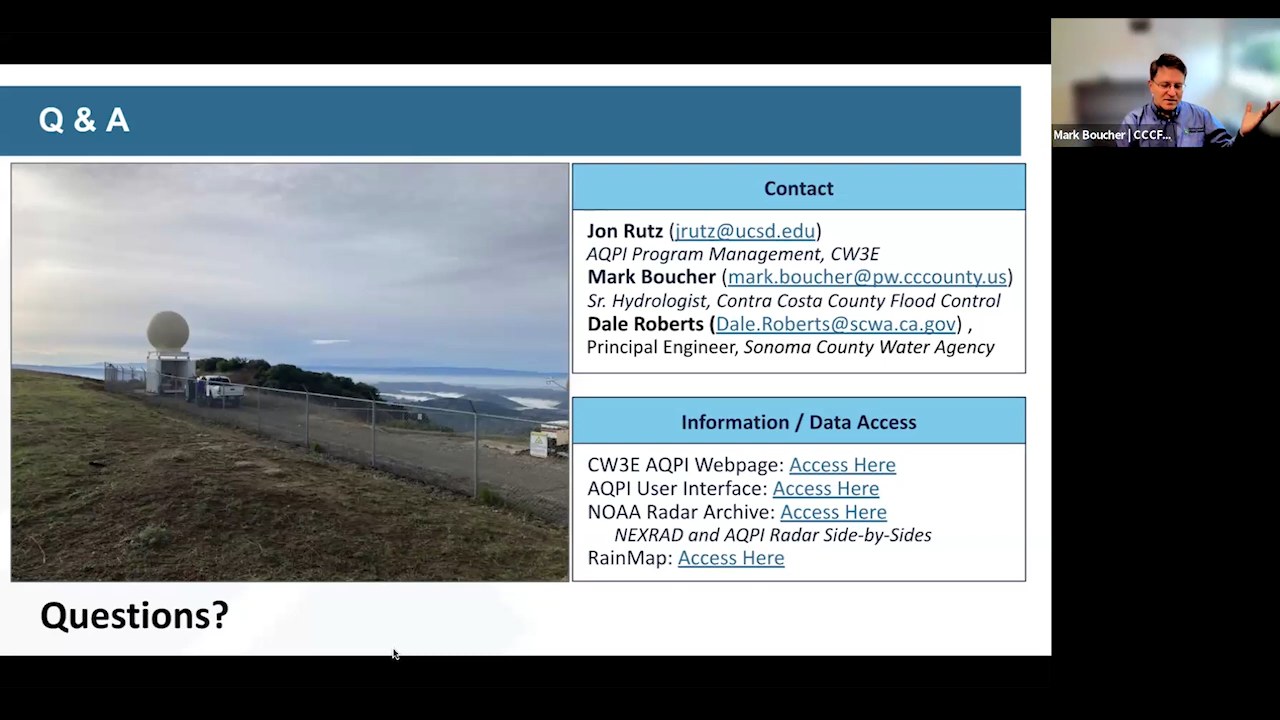 Q & A
Contact
Jon Rutz (jrutz@ucsd.edu)
AQPI Program Management, CW3E
Mark Boucher (mark.boucher@pw.cccounty.us)
Sr. Hydrologist, Contra Costa County Flood Control
Dale Roberts (Dale.Roberts@scwa.ca.gov) ,
Principal Engineer, Sonoma County Water Agency
Information / Data Access
CW3E AQPI Webpage: Access Here
AQPI User Interface: Access Here
NOAA Radar Archive: Access Here
NEXRAD and AQPI Radar Side-by-Sides
RainMap: Access Here
Questions?
Mark Boucher | CCCF...